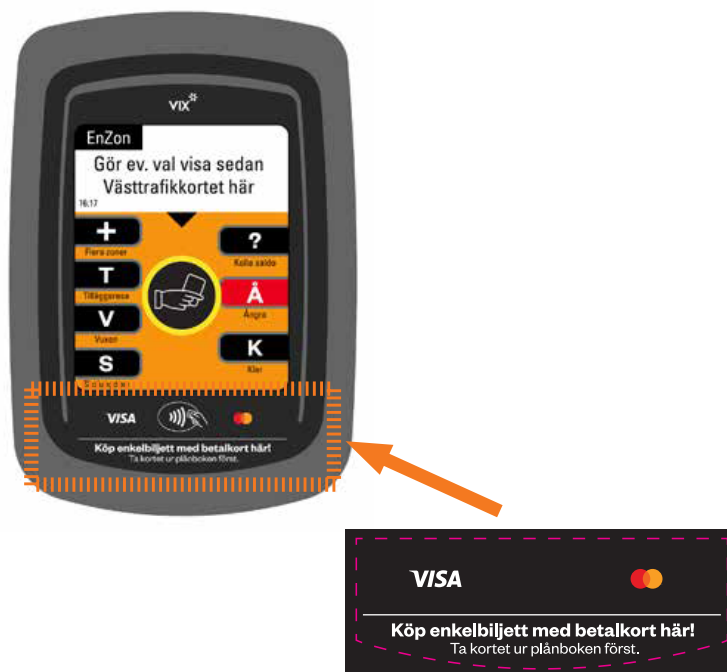 vix
EnZon
Gör ev. val visa sedan
Västtrafikkortet här
16.17
+
Flera zoner
?
Kolla saldo
T
Tilläggsresa
Å
Ångra
V
Vuxen
K
Klar
S
VISA
Köp enkelbiljett med betalkort här!
Ta kortet ur plånboken först.
VISA
Köp enkelbiljett med betalkort här!
Ta kortet ur plånboken först.